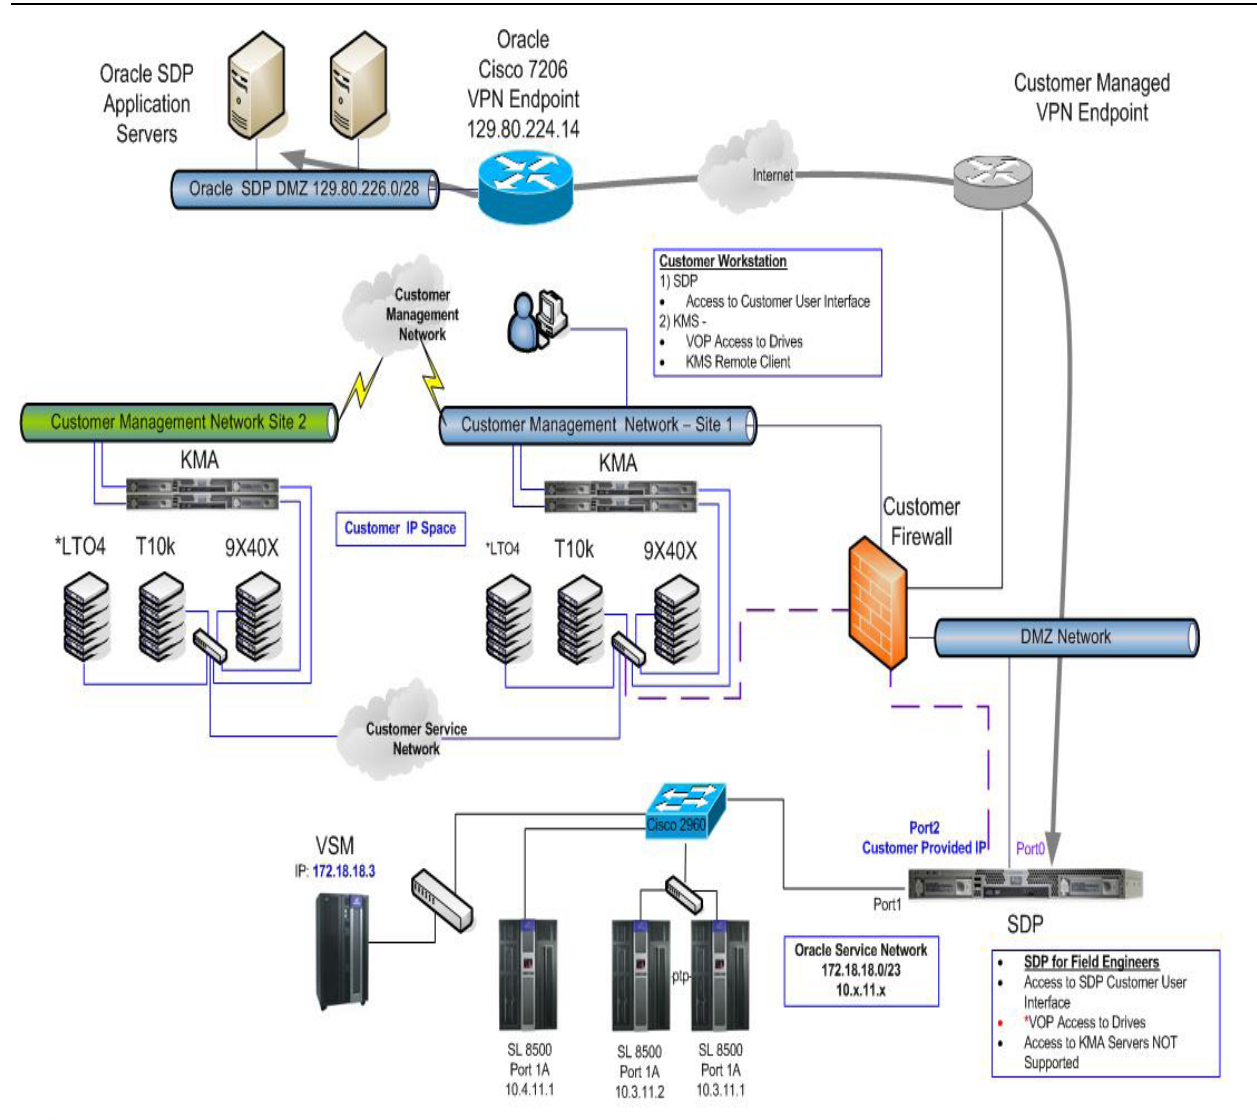 Oracle SDP
Application
Servers
Oracle
Cisco 7206
VPN Endpoint
129.80.224.14
Customer Managed
VPN Endpoint
Internet
Oracle SDP DMZ 129.80.226.0/28
Customer
Management
Network
Customer Workstation
1) SDP
• Access to Customer User Interface
2) KMS -
• VOP Access to Drives
• KMS Remote Client
Customer Management Network Site 2
Customer Management Network – Site 1
KMA
KMA
Customer IP Space
Customer
Firewall
*LTO4
T10k
9X40X
*LTO4
T10k
9X40X
DMZ Network
Customer Service
Network
Cisco 2960
Port2
Customer Provided IP
Port0
VSM
IP: 172.18.18.3
Port1
SDP
Oracle Service Network
172.18.18.0/23
10.x.11.x
ptp
• SDP for Field Engineers
• Access to SDP Customer User
Interface
• *VOP Access to Drives
• Access to KMA Servers NOT
Supported
SL 8500
Port 1A
10.4.11.1
SL 8500
Port 1A
10.3.11.2
SL 8500
Port 1A
10.3.11.1